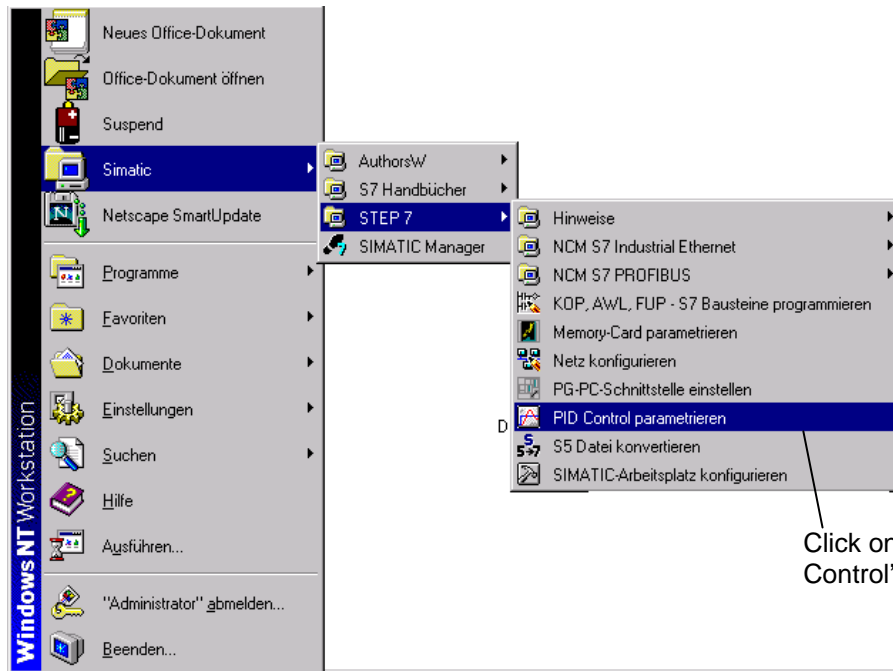 Neues Office-Dokument
Office-Dokument öffnen
Suspend
Simatic
Netscape SmartUpdate
Programme
Favoriten
Dokumente
Einstellungen
Suchen
Hilfe
Ausführen...
"Administrator" abmelden...
Beenden...
Windows NT Workstation
AuthorsW
S7 Handbücher
STEP 7
SIMATIC Manager
Hinweise
NCM S7 Industrial Ethernet
NCM S7 PROFIBUS
KOP, AWL, FUP - S7 Bausteine programmieren
Memory-Card parametrieren
Netz konfigurieren
PG-PC-Schnittstelle einstellen
D
PID Control parametrieren
S5 Datei konvertieren
SIMATIC-Arbeitsplatz konfigurieren
Click on
Control"